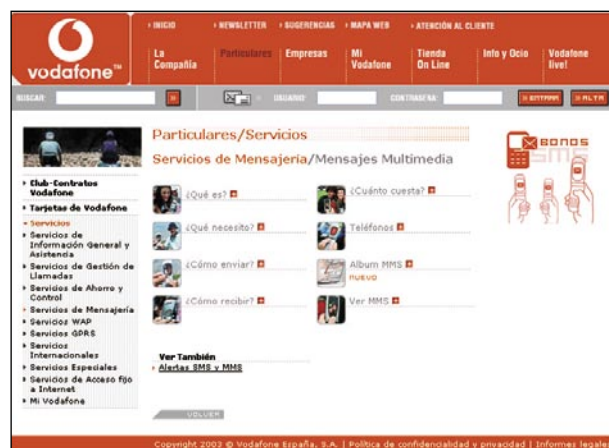 INICIO NEWSLETTER SUGERENCIAS MAPA WEB ATENCIÓN AL CLIENTE
vodafone™
La Compañía Particulares Empresas Mi Vodafone Tienda On Line Info y Ocio Vodafone live!
BUSCAR: USUARIO: CONTRASEÑA: ENTRAR ALTA
Particulares/Servicios
Servicios de Mensajería/Mensajes Multimedia
BONOS
SMS
Club-Contratos
Vodafone
Tarjetas de Vodafone
Servicios
Servicios de
Información General y
Asistencia
Servicios de Gestión de
Llamadas
Servicios de Ahorro y
Control
Servicios de Mensajería
Servicios WAP
Servicios GPRS
Servicios
Internacionales
Servicios Especiales
Servicios de Acceso fijo
a Internet
Mi Vodafone
¿Qué es? ¿Cuánto cuesta?
¿Qué necesito? Teléfonos
¿Cómo enviar? Album MMS
NUEVO
¿Cómo recibir? Ver MMS
Ver También
Alertas SMS y MMS
VOLVER
Copyright 2003 © Vodafone España, S.A. | Política de confidencialidad y privacidad | Informes legales